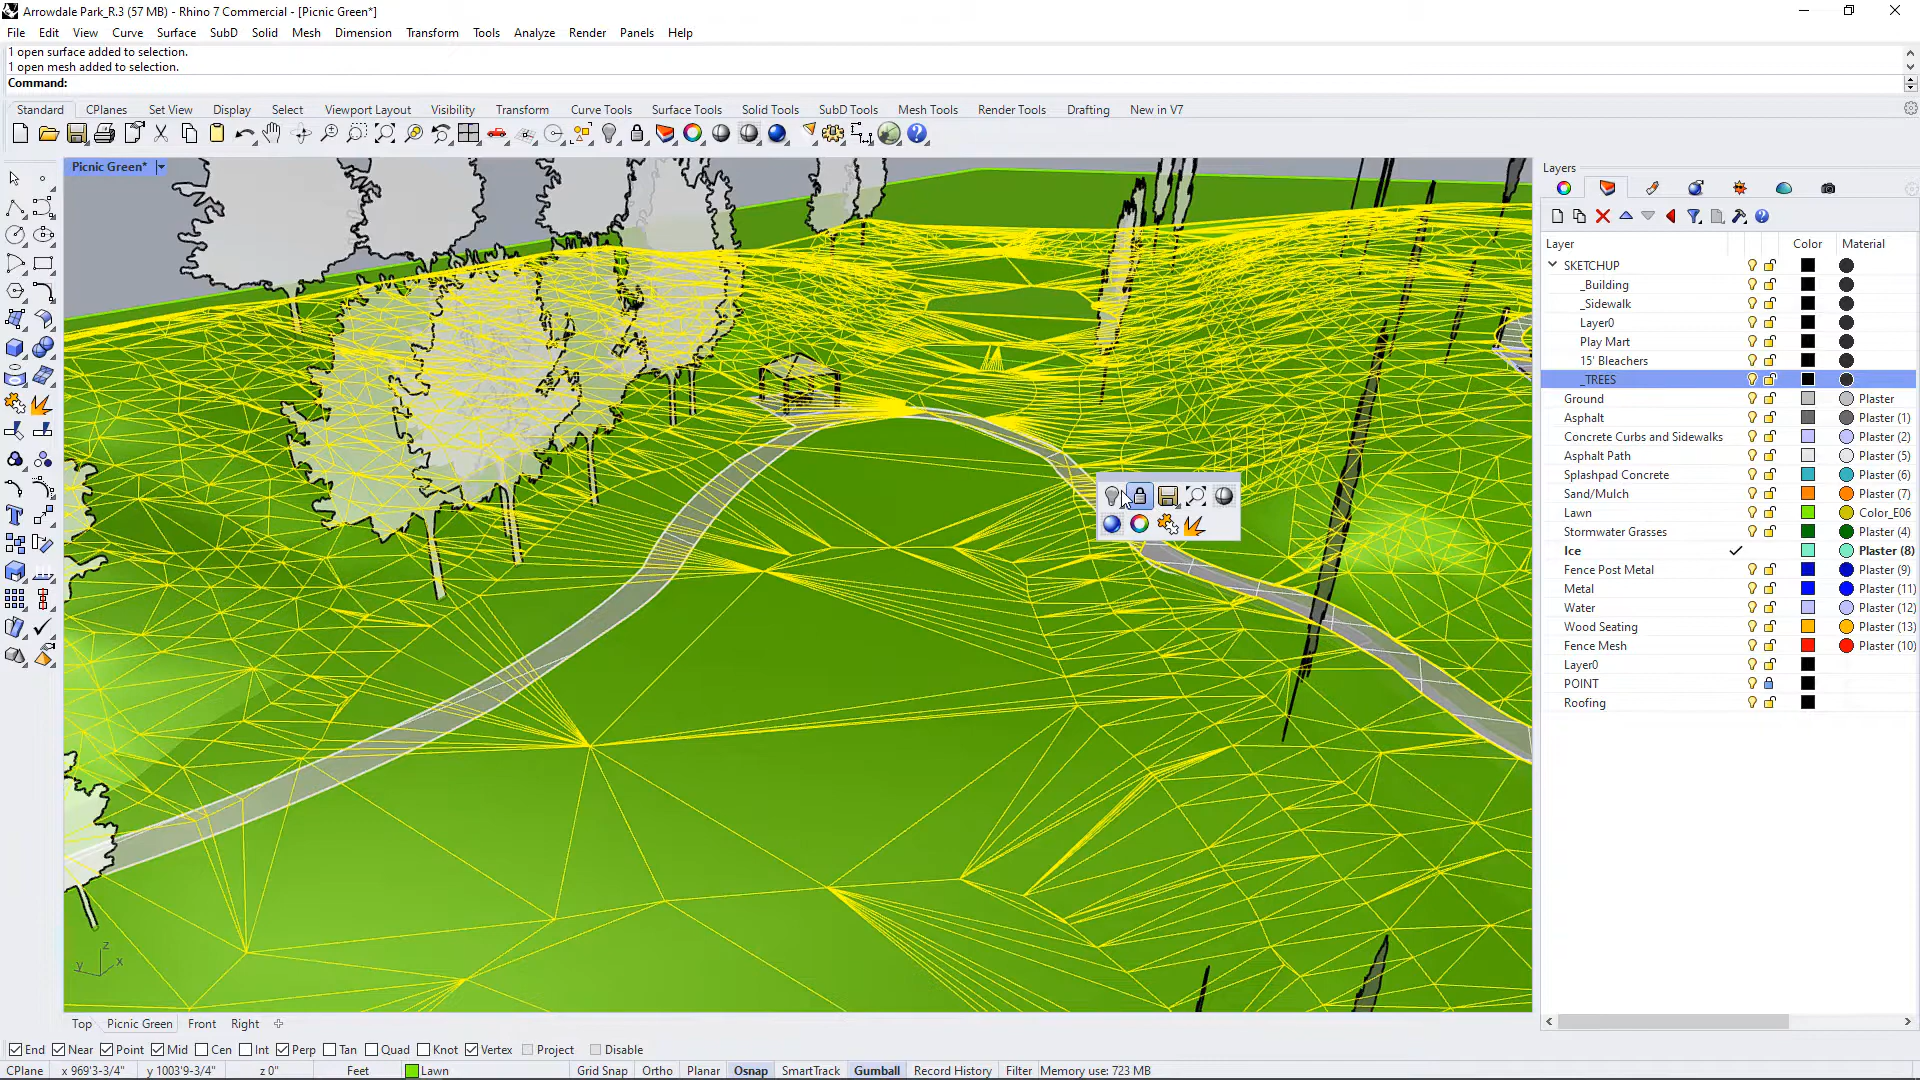 Arrowdale Park_R.3 (57 MB) - Rhino 7 Commercial - [Picnic Green*]
File Edit View Curve Surface SubD Solid Mesh Dimension Transform Tools Analyze Render Panels Help
1 open surface added to selection.
1 open mesh added to selection.
Command:
Standard CPlanes Set View Display Select Viewport Layout Visibility Transform Curve Tools Surface Tools Solid Tools SubD Tools Mesh Tools Render Tools Drafting New in V7
Picnic Green*
Layers
Layer Color Material
SKETCHUP
_Building
_Sidewalk
Layer0
Play Mart
15' Bleachers
_TREES
Ground Plaster
Asphalt Plaster (1)
Concrete Curbs and Sidewalks Plaster (2)
Asphalt Path Plaster (5)
Splashpad Concrete Plaster (6)
Sand/Mulch Plaster (7)
Lawn Color_E06
Stormwater Grasses Plaster (4)
Ice Plaster (8)
Fence Post Metal Plaster (9)
Metal Plaster (11)
Water Plaster (12)
Wood Seating Plaster (13)
Fence Mesh Plaster (10)
Layer0
POINT
Roofing
z
y x
Top Picnic Green Front Right
End Near Point Mid Cen Int Perp Tan Quad Knot Vertex Project Disable
CPlane x 969'3-3/4" y 1003'9-3/4" z 0" Feet Lawn Grid Snap Ortho Planar Osnap SmartTrack Gumball Record History Filter Memory use: 723 MB